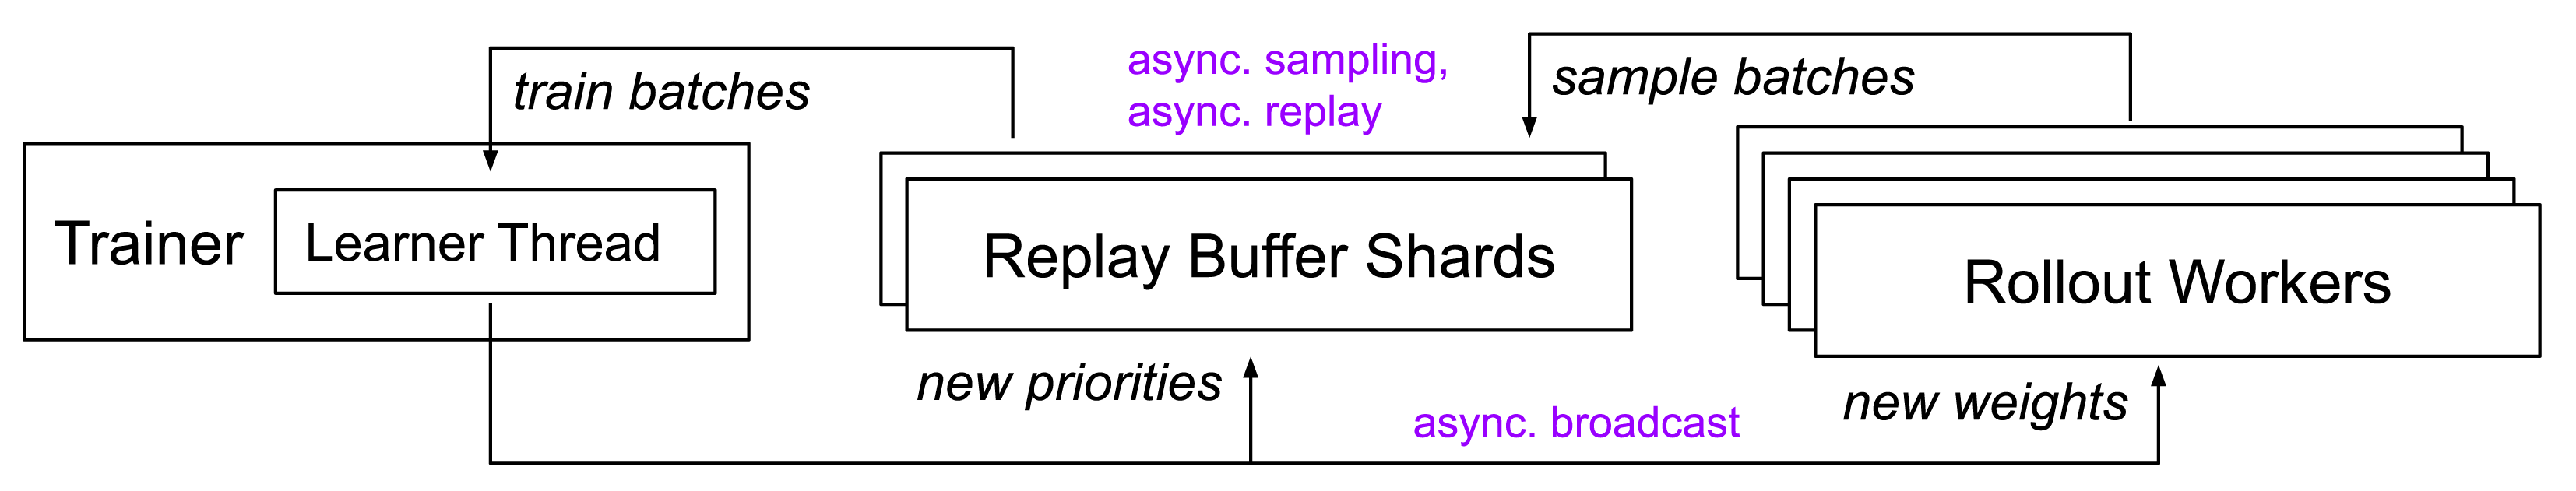 train batches
async. sampling,
async. replay
sample batches
Trainer
Learner Thread
Replay Buffer Shards
Rollout Workers
new priorities
async. broadcast
new weights